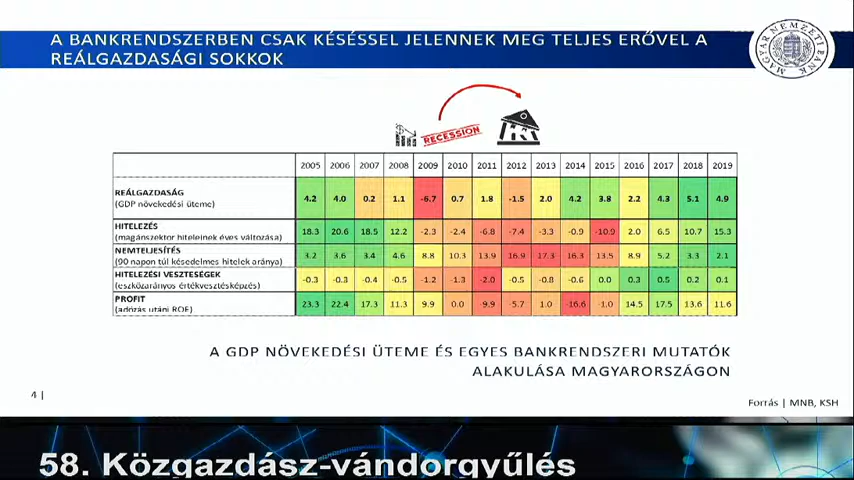 A BANKRENDSZERBEN CSAK KÉSÉSSEL JELENNEK MEG TELJES ERŐVEL A
REÁLGAZDASÁGI SOKKOK
MAGYAR NEMZETI BANK
RECESSION
2005 2006 2007 2008 2009 2010 2011 2012 2013 2014 2015 2016 2017 2018 2019
REÁLGAZDASÁG
(GDP növekedési üteme) 4.2 4.0 0.2 1.1 -6.7 0.7 1.8 -1.5 2.0 4.2 3.8 2.2 4.3 5.1 4.9
HITELEZÉS
(magánszektor hiteleinek éves változása) 18.3 20.6 18.5 12.2 -2.3 -2.4 -6.8 -7.4 -3.3 -0.9 -10.9 2.0 6.5 10.7 15.3
NEMTELJESÍTÉS
(90 napon túl késedelmes hitelek aránya) 3.2 3.6 3.4 4.6 8.8 10.3 13.9 16.9 17.3 16.3 13.5 8.9 5.2 3.3 2.1
HITELEZÉSI VESZTESÉGEK
(eszközarányos értékvesztésképzés) -0.3 -0.3 -0.4 -0.5 -1.2 -1.3 -2.0 -0.5 -0.8 -0.6 0.0 0.3 0.5 0.2 0.1
PROFIT
(adózás utáni ROE) 23.3 22.4 17.3 11.3 9.9 0.0 -9.9 -5.7 1.0 -16.6 -1.0 14.5 17.5 13.6 11.6
A GDP NÖVEKEDÉSI ÜTEME ÉS EGYES BANKRENDSZERI MUTATÓK
ALAKULÁSA MAGYARORSZÁGON
4 |
Forrás | MNB, KSH
58. Közgazdász-vándorgyűlés